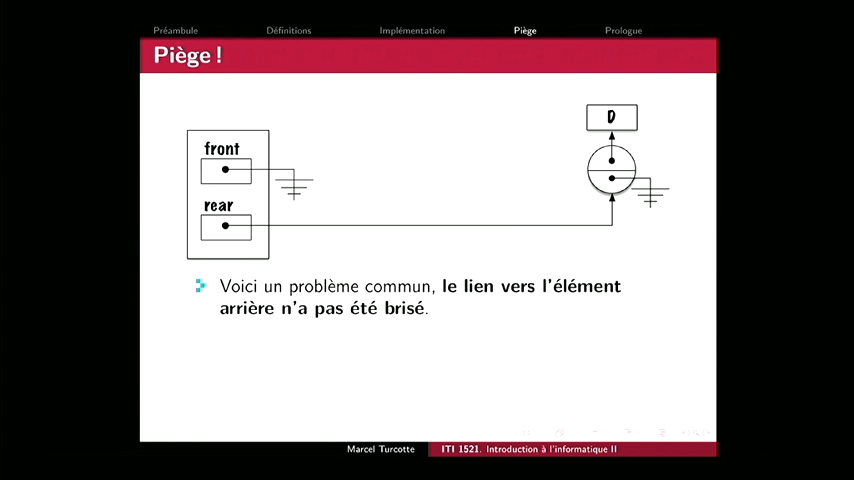 Préambule Définitions Implémentation Piège Prologue
Piège !
D
front
rear
Voici un problème commun, le lien vers l'élément
arrière n'a pas été brisé.
Marcel Turcotte ITI 1521. Introduction à l'informatique II